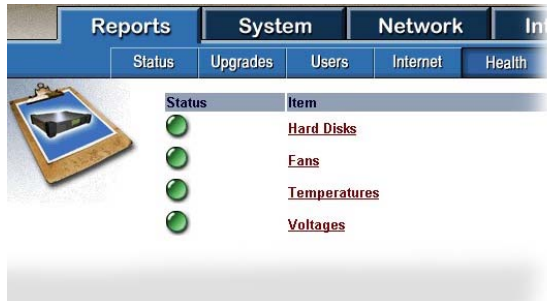 Reports System Network
Status Upgrades Users Internet Health
Status Item
Hard Disks
Fans
Temperatures
Voltages